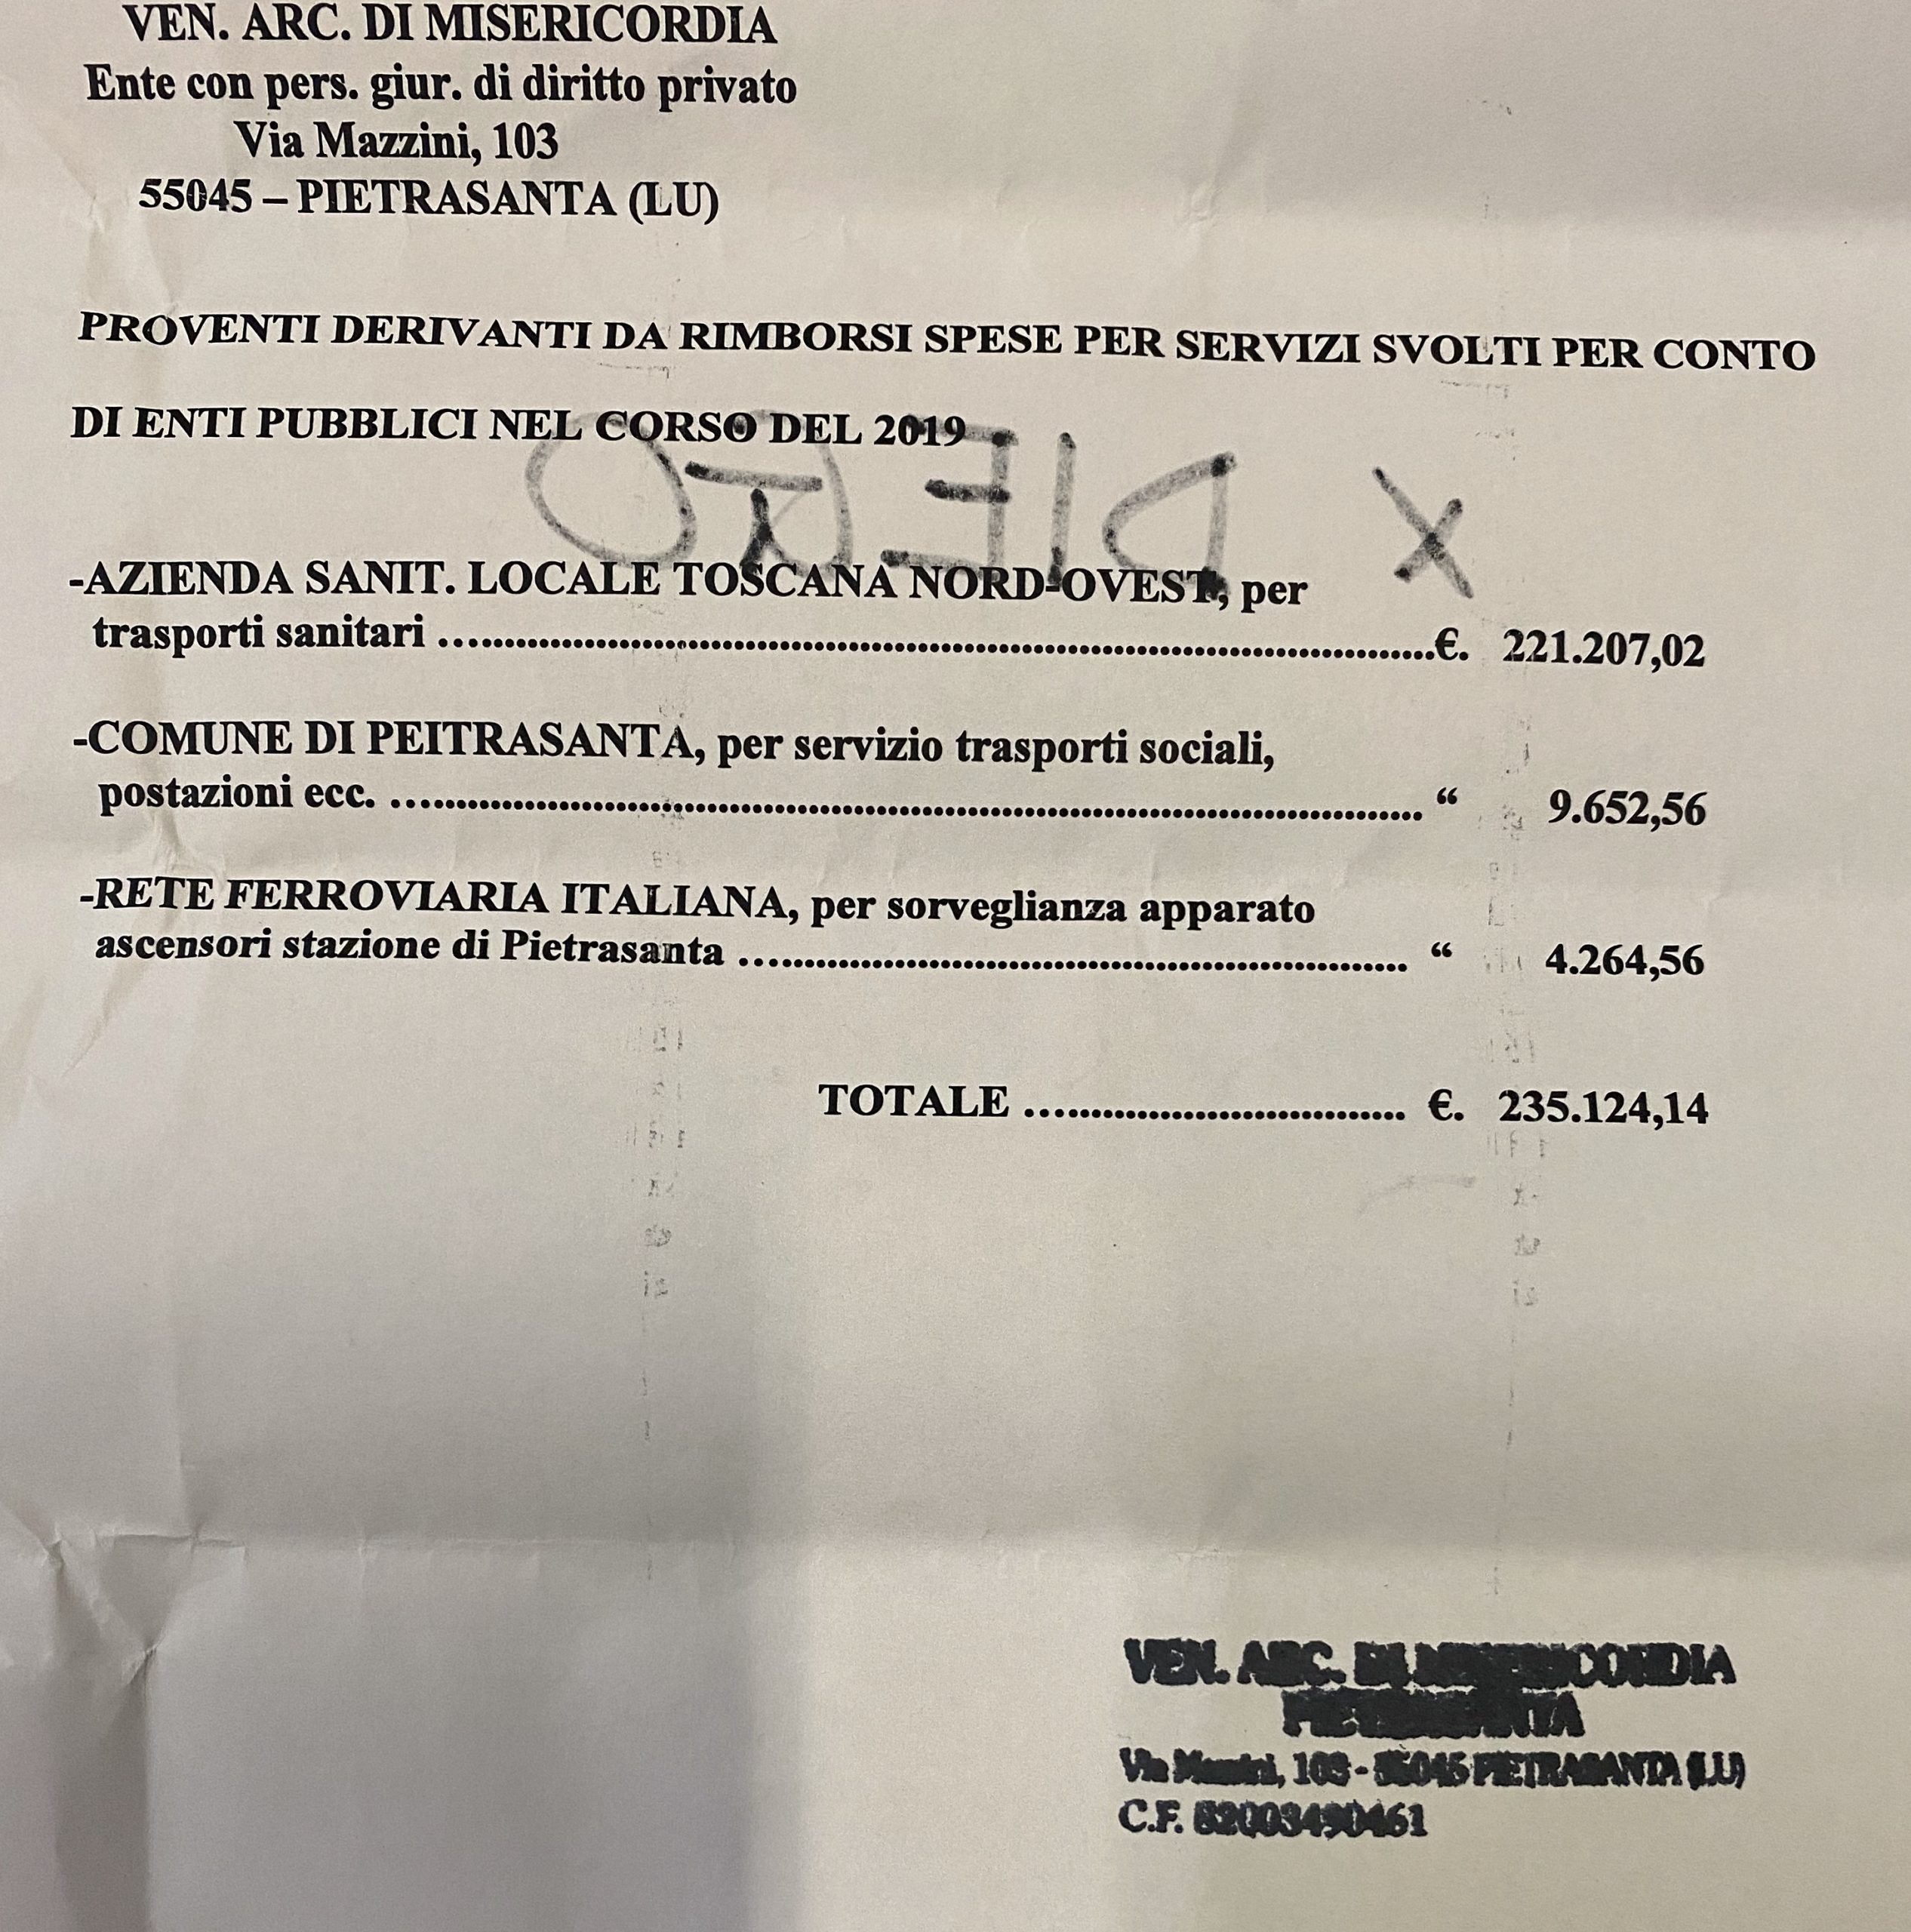 VEN. ARC. DI MISERICORDIA
Ente con pers. giur. di diritto privato
Via Mazzini, 103
55045 – PIETRASANTA (LU)
PROVENTI DERIVANTI DA RIMBORSI SPESE PER SERVIZI SVOLTI PER CONTO
DI ENTI PUBBLICI NEL CORSO DEL 2019
X DIETRO
-AZIENDA SANIT. LOCALE TOSCANA NORD-OVEST, per
trasporti sanitari ........................................€. 221.207,02
-COMUNE DI PEITRASANTA, per servizio trasporti sociali,
postazioni ecc. ........................................ “ 9.652,56
-RETE FERROVIARIA ITALIANA, per sorveglianza apparato
ascensori stazione di Pietrasanta ........................................ “ 4.264,56
TOTALE ........................................ €. 235.124,14
VEN. ARC. DI MISERICORDIA
PIETRASANTA
Via Mazzini, 103 - 55045 PIETRASANTA (LU)
C.F. 82003490461